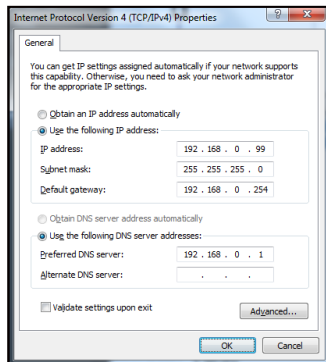 Internet Protocol Version 4 (TCP/IPv4) Properties
General
You can get IP settings assigned automatically if your network supports
this capability. Otherwise, you need to ask your network administrator
for the appropriate IP settings.
Obtain an IP address automatically
Use the following IP address:
IP address: 192 . 168 . 0 . 99
Subnet mask: 255 . 255 . 255 . 0
Default gateway: 192 . 168 . 0 . 254
Obtain DNS server address automatically
Use the following DNS server addresses:
Preferred DNS server: 192 . 168 . 0 . 1
Alternate DNS server: . . .
Validate settings upon exit
Advanced...
OK Cancel